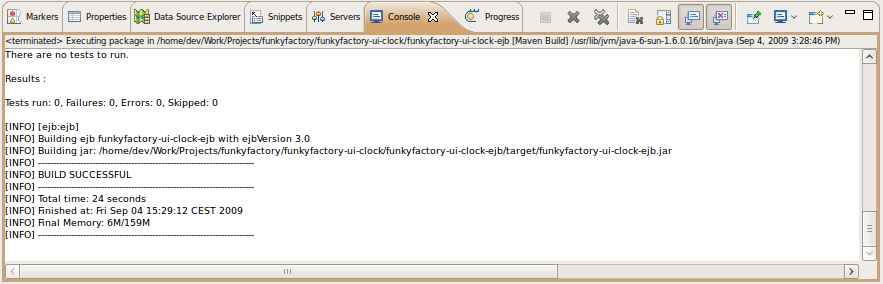 Markers Properties Data Source Explorer Snippets Servers Console Progress
<terminated> Executing package in /home/dev/Work/Projects/funkyfactory/funkyfactory-ui-clock/funkyfactory-ui-clock-ejb [Maven Build] /usr/lib/jvm/java-6-sun-1.6.0.16/bin/java (Sep 4, 2009 3:28:46 PM)
There are no tests to run.
Results :
Tests run: 0, Failures: 0, Errors: 0, Skipped: 0
[INFO] [ejb:ejb]
[INFO] Building ejb funkyfactory-ui-clock-ejb with ejbVersion 3.0
[INFO] Building jar: /home/dev/Work/Projects/funkyfactory/funkyfactory-ui-clock/funkyfactory-ui-clock-ejb/target/funkyfactory-ui-clock-ejb.jar
[INFO] ------------------------------------------------------------------------
[INFO] BUILD SUCCESSFUL
[INFO] ------------------------------------------------------------------------
[INFO] Total time: 24 seconds
[INFO] Finished at: Fri Sep 04 15:29:12 CEST 2009
[INFO] Final Memory: 6M/159M
[INFO] ------------------------------------------------------------------------